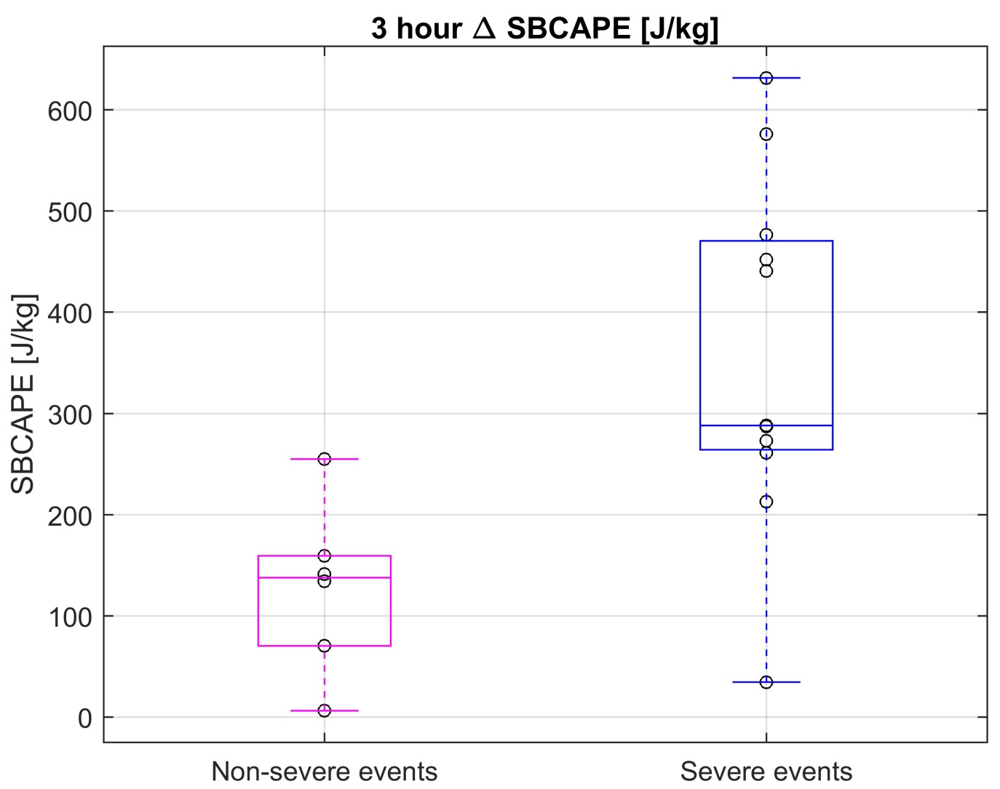 3 hour Δ SBCAPE [J/kg]
SBCAPE [J/kg]
600
500
400
300
200
100
0
Non-severe events
Severe events